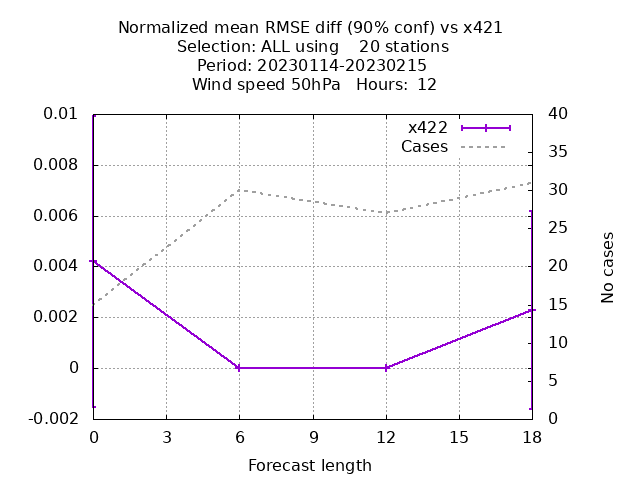 Normalized mean RMSE diff (90% conf) vs x421
Selection: ALL using    20 stations
Period: 20230114-20230215
Wind speed 50hPa   Hours:  12
x422
Cases
0.01
0.008
0.006
0.004
0.002
0
-0.002
40
35
30
25
20
15
10
5
0
No cases
0
3
6
9
12
15
18
Forecast length